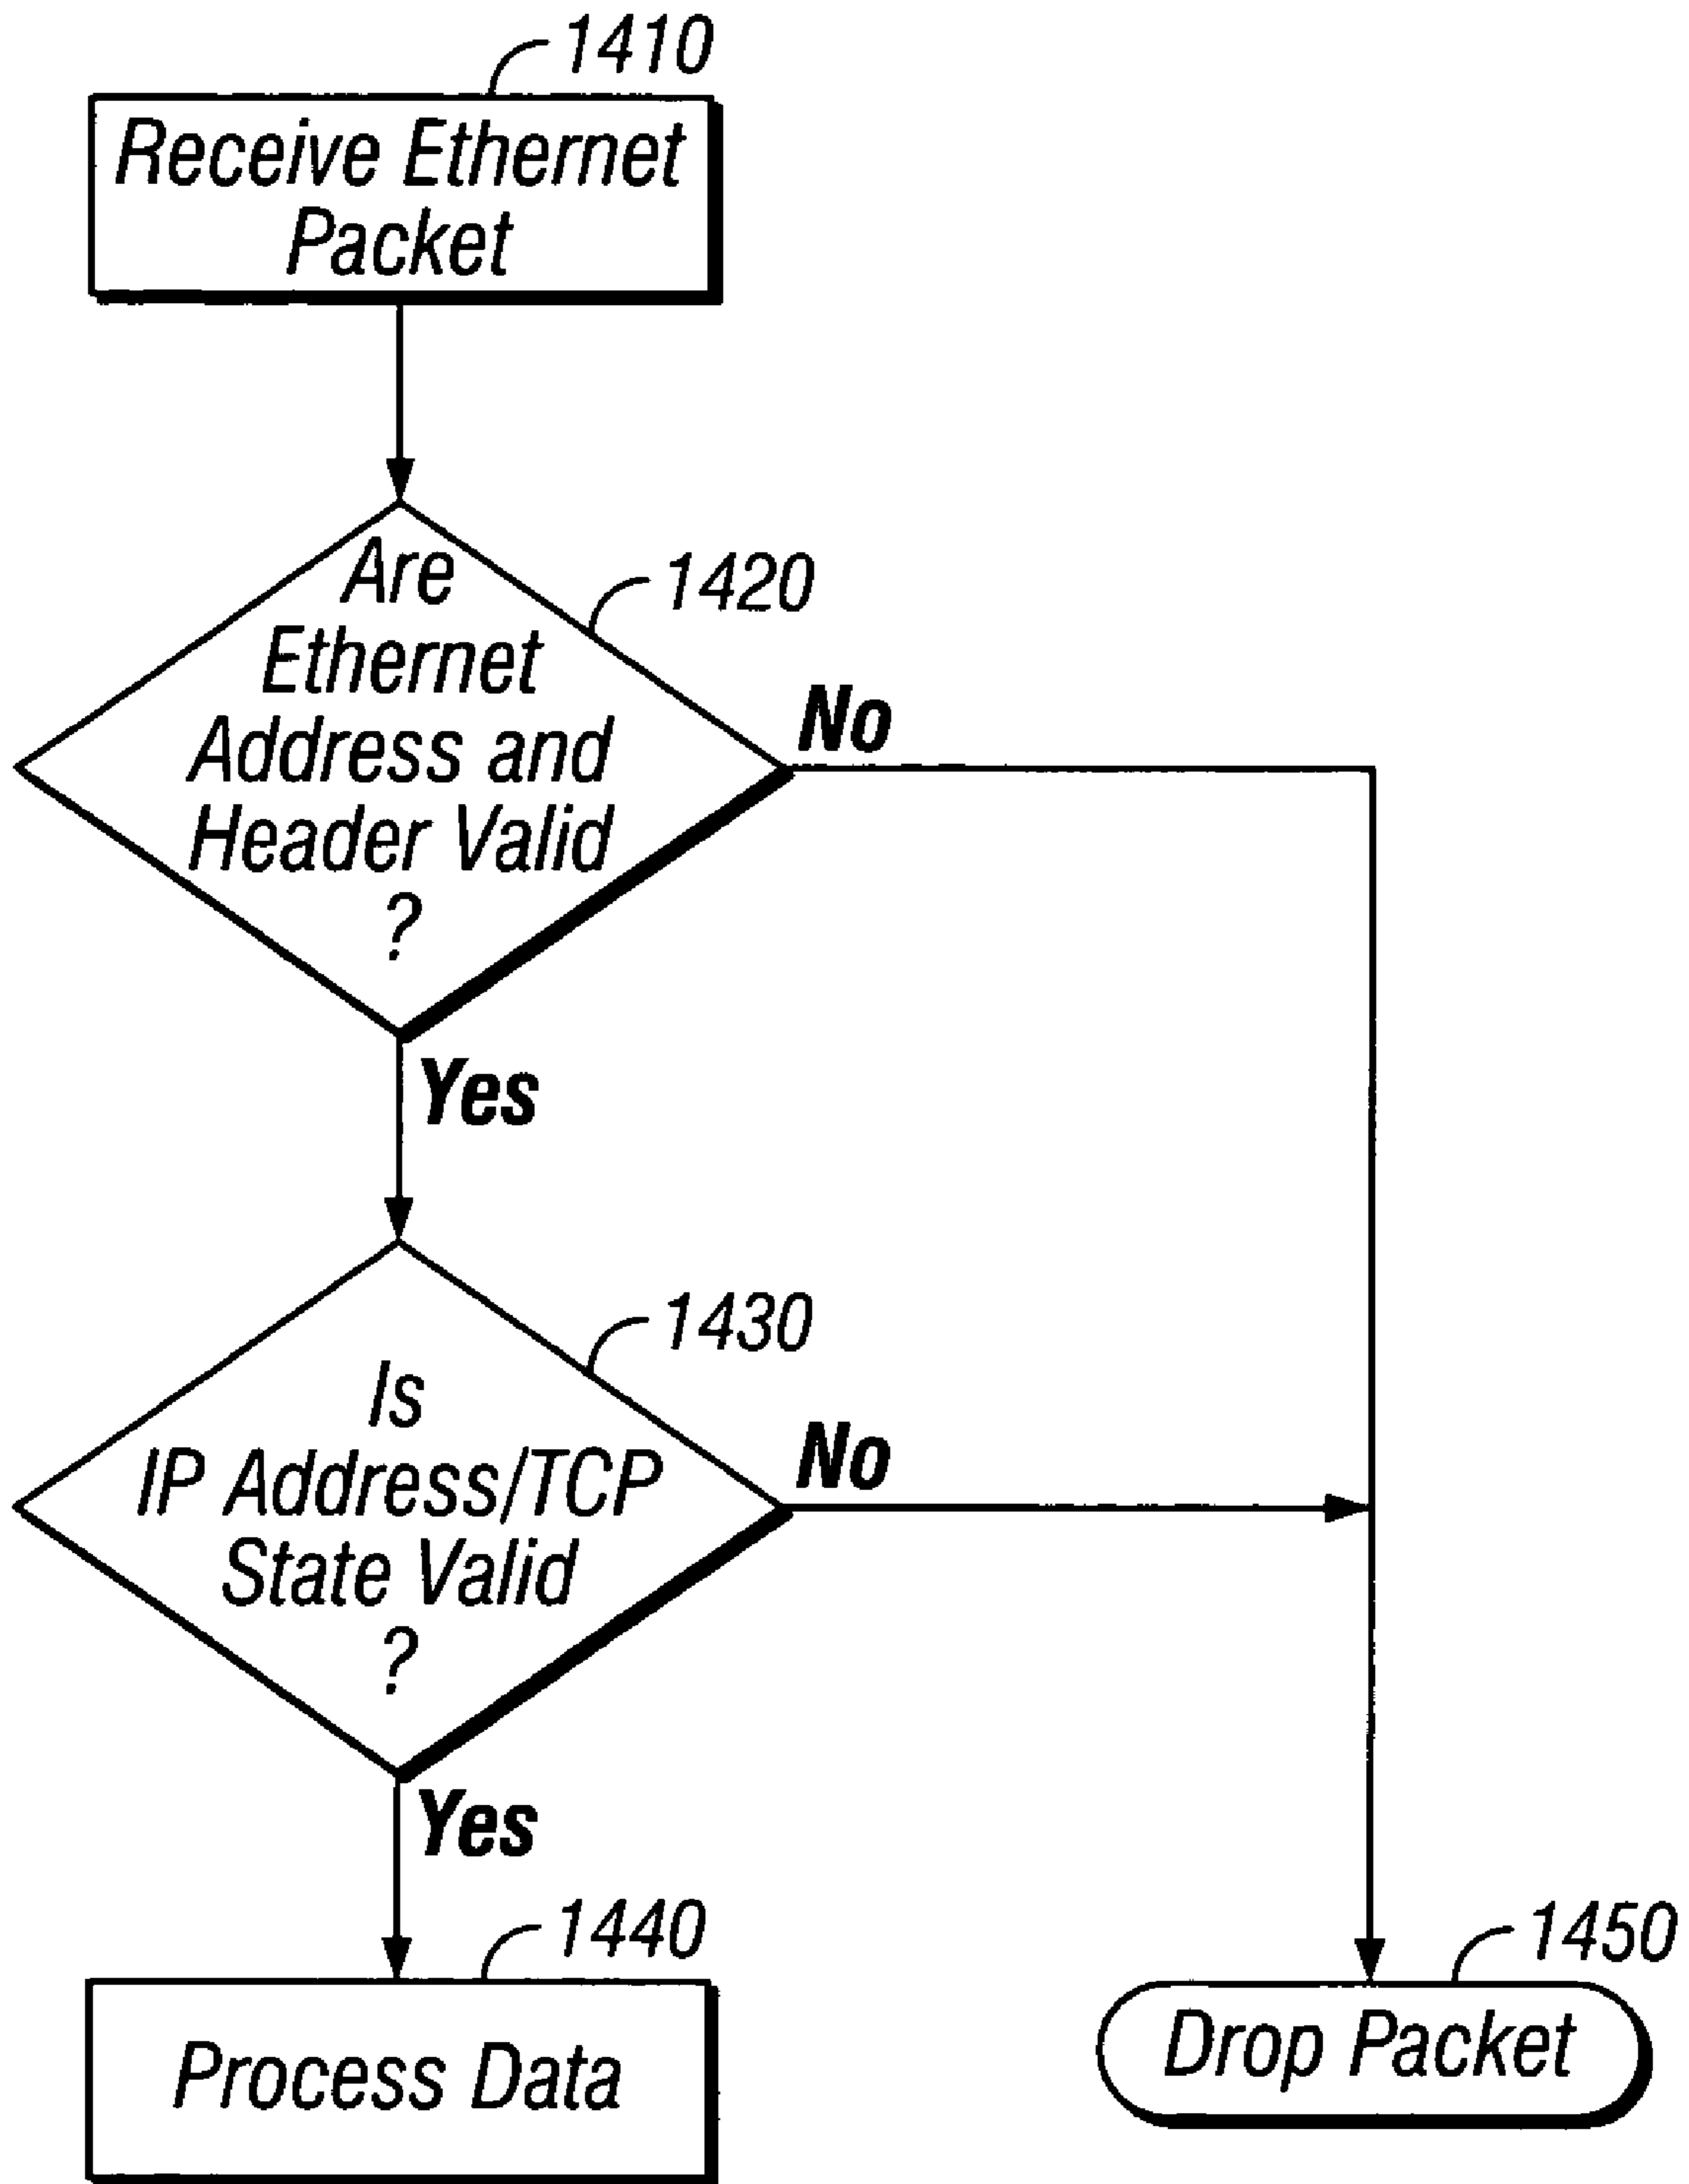 1410
Receive Ethernet
Packet
Are
Ethernet
Address and
Header Valid
?
1420
No
Yes
Is
IP Address/TCP
State Valid
?
1430
No
Yes
1440
Process Data
1450
Drop Packet